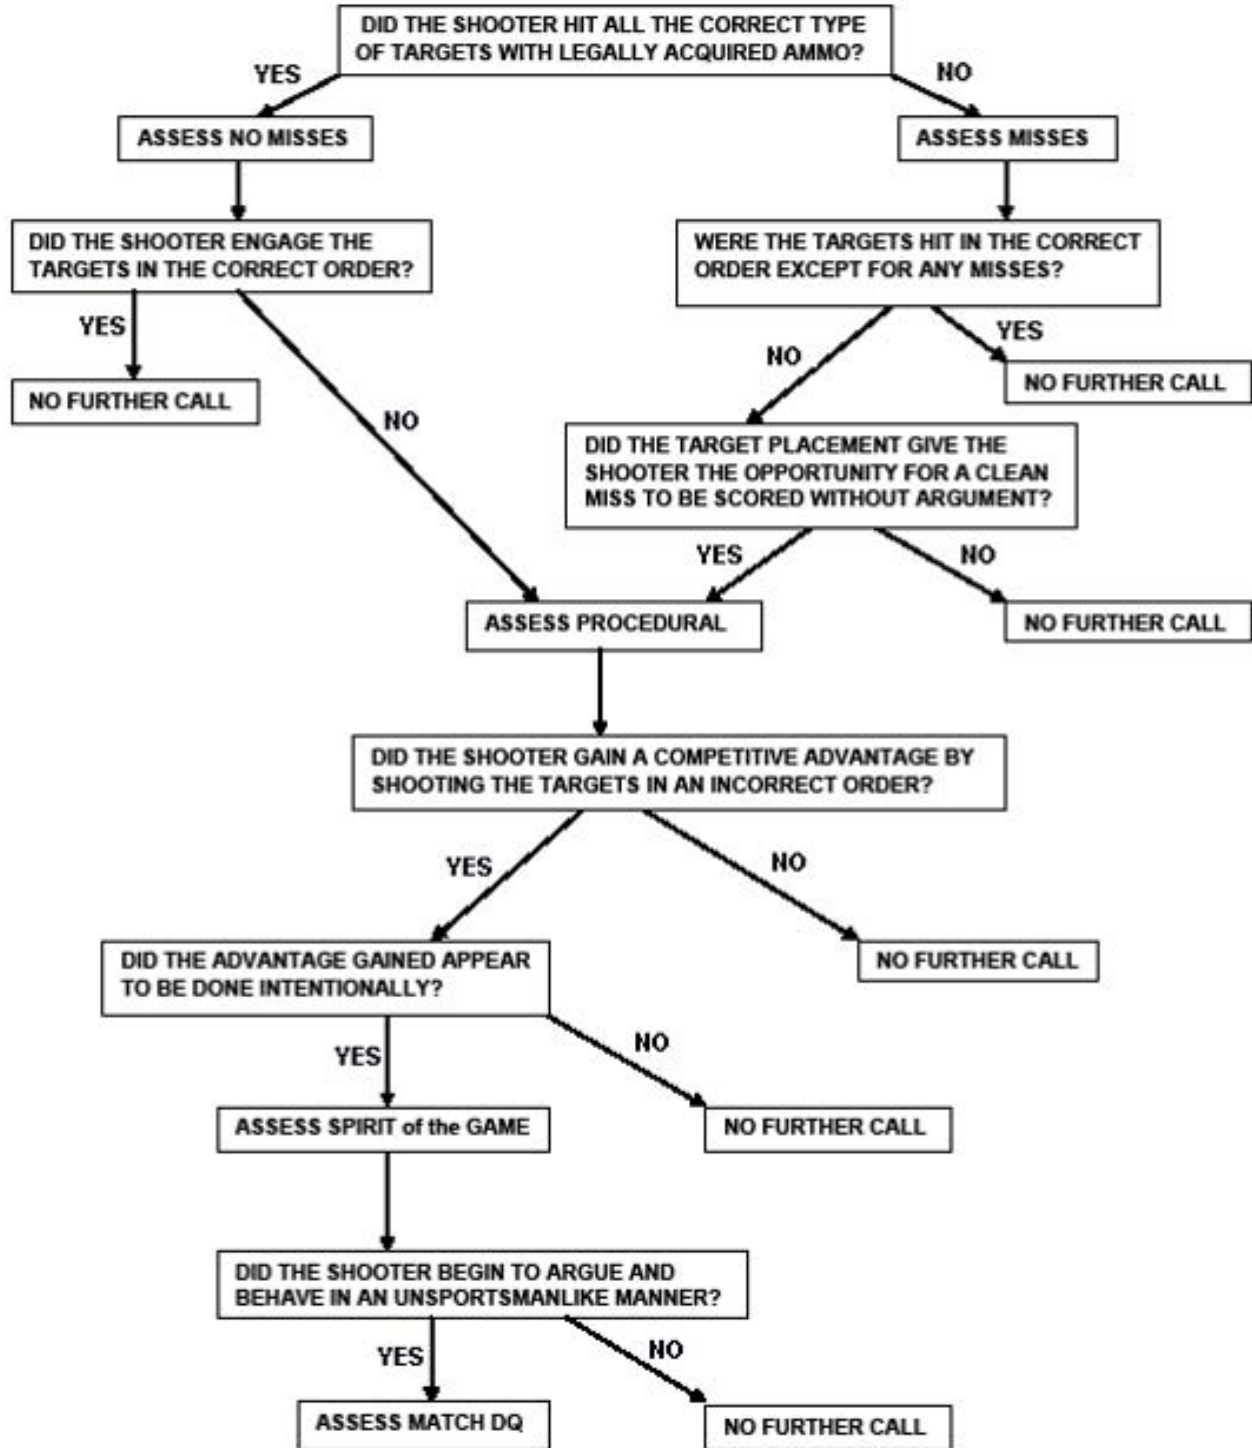 DID THE SHOOTER HIT ALL THE CORRECT TYPE
OF TARGETS WITH LEGALLY ACQUIRED AMMO?
YES
NO
ASSESS NO MISSES
ASSESS MISSES
DID THE SHOOTER ENGAGE THE
TARGETS IN THE CORRECT ORDER?
WERE THE TARGETS HIT IN THE CORRECT
ORDER EXCEPT FOR ANY MISSES?
YES
NO
YES
NO FURTHER CALL
NO FURTHER CALL
NO
DID THE TARGET PLACEMENT GIVE THE
SHOOTER THE OPPORTUNITY FOR A CLEAN
MISS TO BE SCORED WITHOUT ARGUMENT?
YES
NO
ASSESS PROCEDURAL
NO FURTHER CALL
DID THE SHOOTER GAIN A COMPETITIVE ADVANTAGE BY
SHOOTING THE TARGETS IN AN INCORRECT ORDER?
YES
NO
DID THE ADVANTAGE GAINED APPEAR
TO BE DONE INTENTIONALLY?
NO FURTHER CALL
YES
NO
ASSESS SPIRIT of the GAME
NO FURTHER CALL
DID THE SHOOTER BEGIN TO ARGUE AND
BEHAVE IN AN UNSPORTSMANLIKE MANNER?
YES
NO
ASSESS MATCH DQ
NO FURTHER CALL